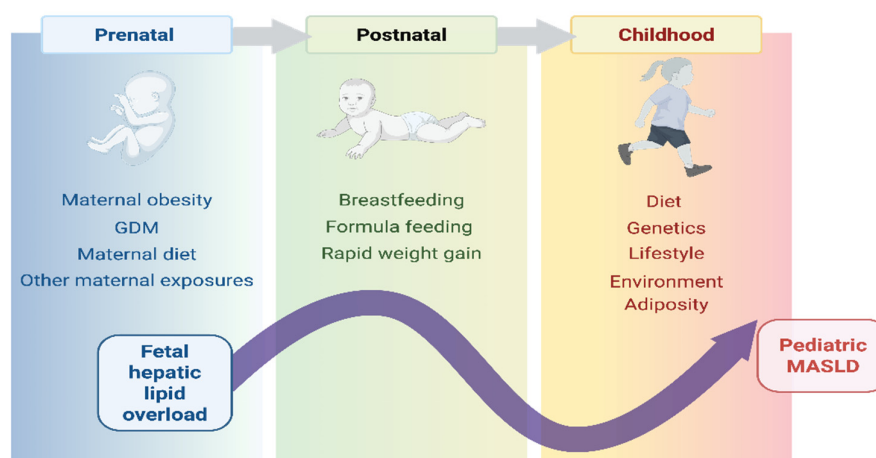 Prenatal
Postnatal
Childhood
Maternal obesity
GDM
Maternal diet
Other maternal exposures
Breastfeeding
Formula feeding
Rapid weight gain
Diet
Genetics
Lifestyle
Environment
Adiposity
Fetal
hepatic
lipid
overload
Pediatric
MASLD